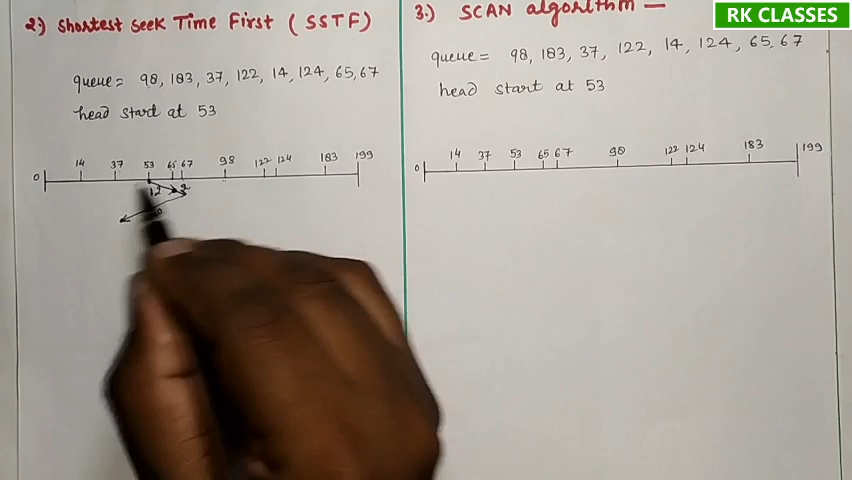 2.) Shortest Seek Time First (SSTF)
queue = 98, 183, 37, 122, 14, 124, 65, 67
head start at 53
0 14 37 53 65 67 98 122 124 183 199
12 2
3.) SCAN algorithm —
RK CLASSES
queue = 98, 183, 37, 122, 14, 124, 65, 67
head start at 53
0 14 37 53 65 67 98 122 124 183 199